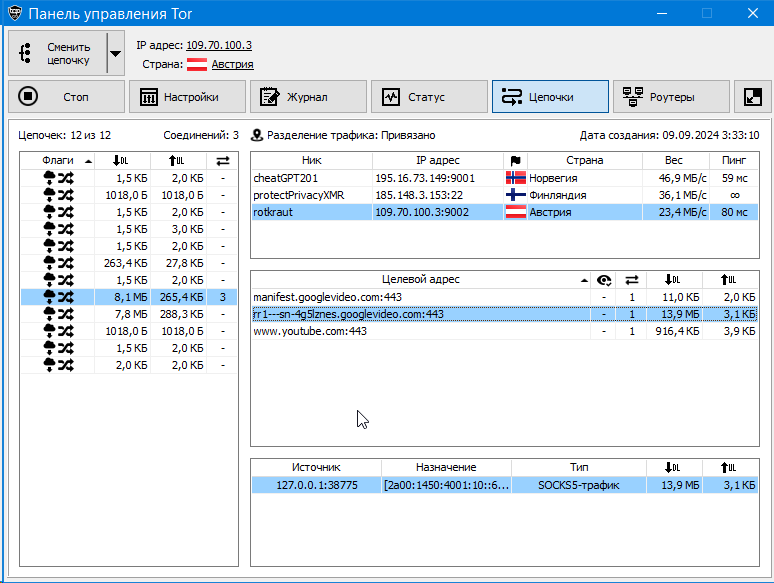 Панель управления Tor
Сменить цепочку
IP адрес: 109.70.100.3
Страна: Австрия
Стоп Настройки Журнал Статус Цепочки Роутеры
Цепочек: 12 из 12 Соединений: 3 Разделение трафика: Привязано Дата создания: 09.09.2024 3:33:10
Флаги DL UL
1,5 КБ 2,0 КБ -
1018,0 Б 1018,0 Б -
1,5 КБ 2,0 КБ -
1,5 КБ 3,0 КБ -
1,5 КБ 2,0 КБ -
263,4 КБ 27,8 КБ -
1,5 КБ 2,0 КБ -
8,1 МБ 265,4 КБ 3
7,8 МБ 288,3 КБ -
1018,0 Б 1018,0 Б -
1,5 КБ 2,0 КБ -
2,0 КБ 2,0 КБ -
Ник IP адрес Страна Вес Пинг
cheatGPT201 195.16.73.149:9001 Норвегия 46,9 МБ/с 59 мс
protectPrivacyXMR 185.148.3.153:22 Финляндия 36,1 МБ/с ∞
rotkraut 109.70.100.3:9002 Австрия 23,4 МБ/с 80 мс
Целевой адрес DL UL
manifest.googlevideo.com:443 - 1 11,0 КБ 2,0 КБ
rr1---sn-4g5lznes.googlevideo.com:443 - 1 13,9 МБ 3,1 КБ
www.youtube.com:443 - 1 916,4 КБ 3,9 КБ
Источник Назначение Тип DL UL
127.0.0.1:38775 [2a00:1450:4001:10::6... SOCKS5-трафик 13,9 МБ 3,1 КБ